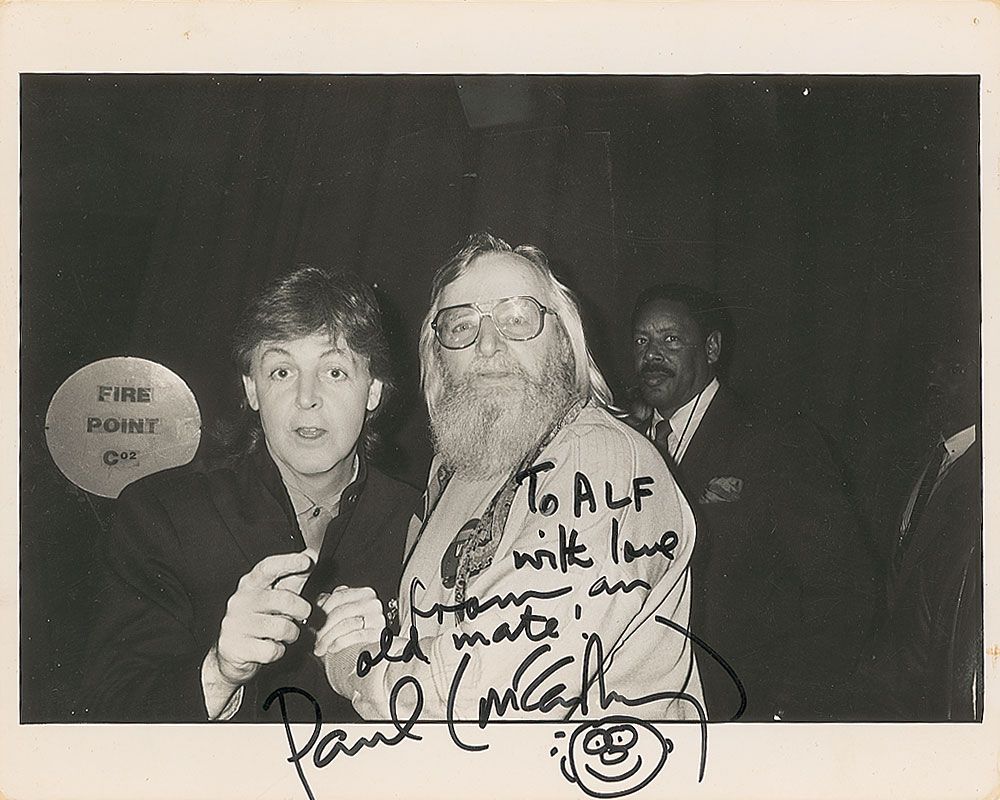 FIRE
POINT
CO2
To ALF
with love
from an
old mate!
Paul McCartney